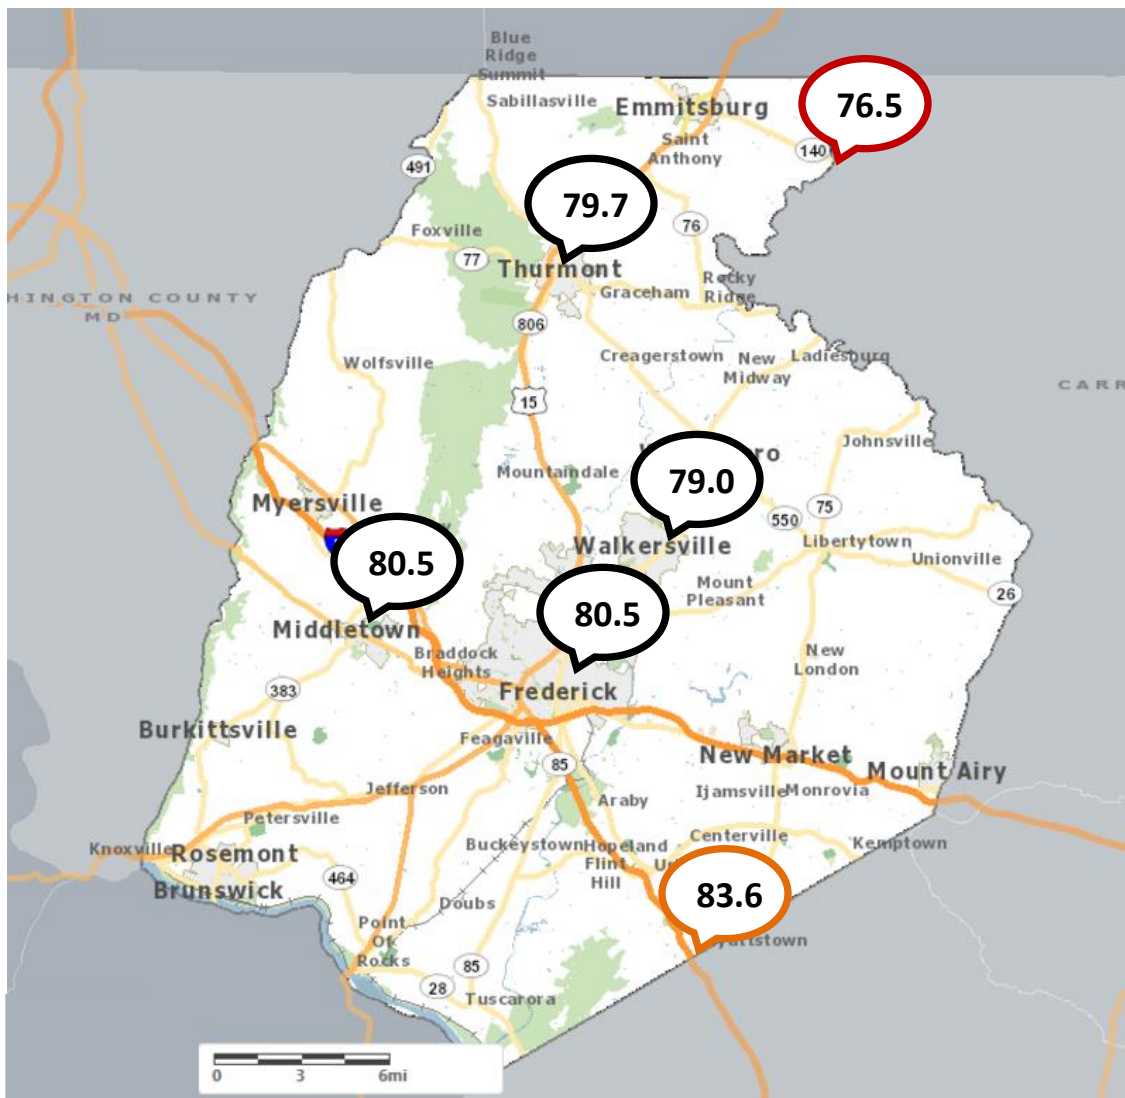 Blue
Ridge
Summit
Sabillasville
Emmitsburg
76.5
Saint
Anthony
140
491
79.7
76
Foxville
77
Thurmont
Rocky
Ridge
Graceham
HINGTON COUNTY
MD
806
Wolfsville
Creagerstown
New
Midway
Ladiesburg
CARR
15
Johnsville
Mountaindale
79.0
Myersville
75
550
Walkersville
Libertytown
Unionville
80.5
Mount
Pleasant
26
80.5
Middletown
Braddock
Heights
New
London
383
Frederick
Burkittsville
Feagaville
New Market
85
Mount Airy
Jefferson
Araby
Ijamsville
Monrovia
Petersville
Centerville
Knoxville
Rosemont
Buckeystown
Hopeland
Kemptown
Flint
Hill
464
Brunswick
83.6
Doubs
Point
Of
Rocks
85
28
Tuscarora
0 3 6mi